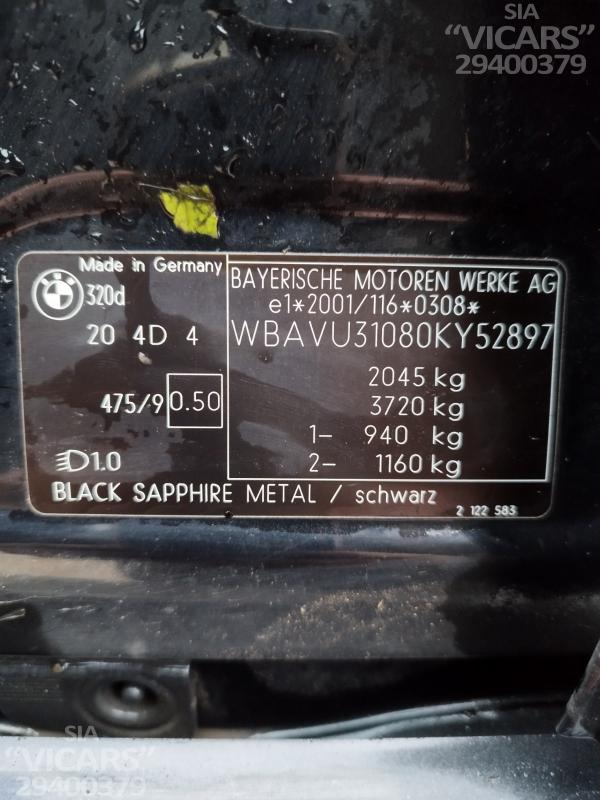 SIA
“VICARS”
29400379
Made in Germany
BMW 320d
20 4D 4
475/9 0.50
D1.0
BAYERISCHE MOTOREN WERKE AG
e1*2001/116*0308*
WBAVU31080KY52897
2045 kg
3720 kg
1- 940 kg
2- 1160 kg
BLACK SAPPHIRE METAL / schwarz
2 122 583
SIA
“VICARS”
29400379